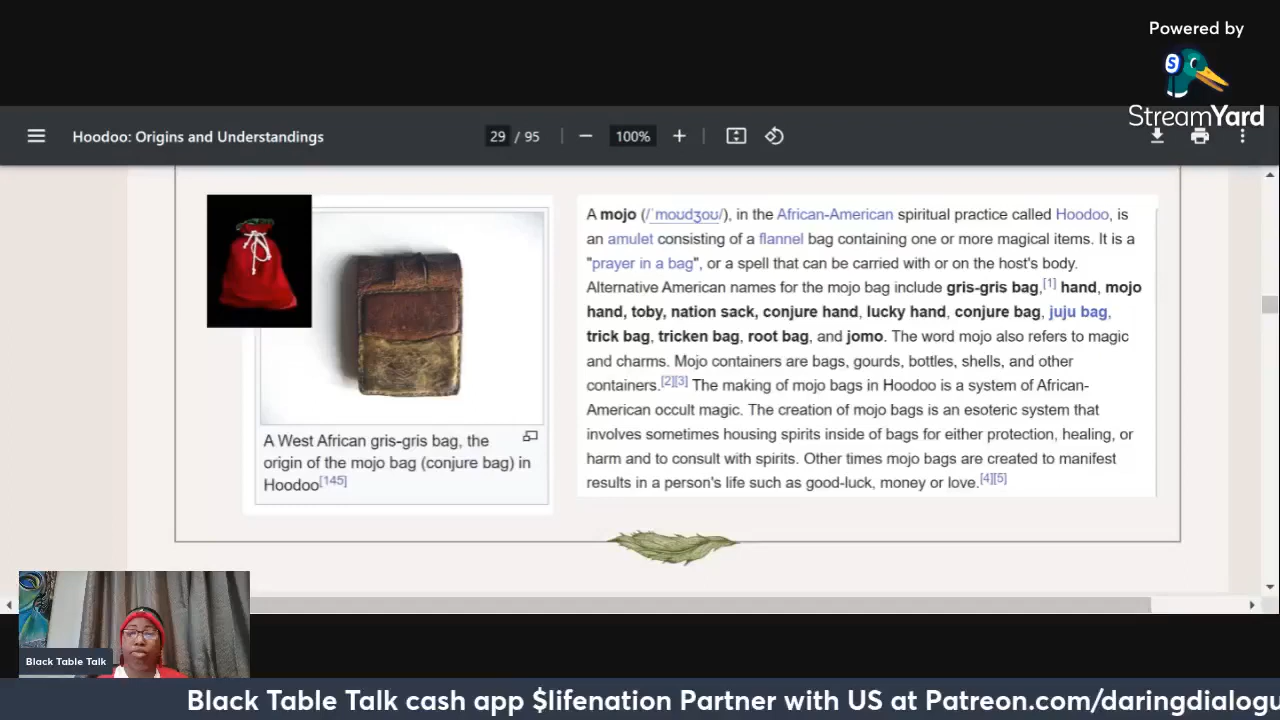 Powered by
StreamYard
Hoodoo: Origins and Understandings
29 / 95
100%
A mojo (/ˈmoʊdʒoʊ/), in the African-American spiritual practice called Hoodoo, is
an amulet consisting of a flannel bag containing one or more magical items. It is a
"prayer in a bag", or a spell that can be carried with or on the host's body.
Alternative American names for the mojo bag include gris-gris bag,[1] hand, mojo
hand, toby, nation sack, conjure hand, lucky hand, conjure bag, juju bag,
trick bag, tricken bag, root bag, and jomo. The word mojo also refers to magic
and charms. Mojo containers are bags, gourds, bottles, shells, and other
containers.[2][3] The making of mojo bags in Hoodoo is a system of African-
American occult magic. The creation of mojo bags is an esoteric system that
involves sometimes housing spirits inside of bags for either protection, healing, or
harm and to consult with spirits. Other times mojo bags are created to manifest
results in a person's life such as good-luck, money or love.[4][5]
A West African gris-gris bag, the
origin of the mojo bag (conjure bag) in
Hoodoo[145]
Black Table Talk
Black Table Talk cash app $lifenation Partner with US at Patreon.com/daringdialogu